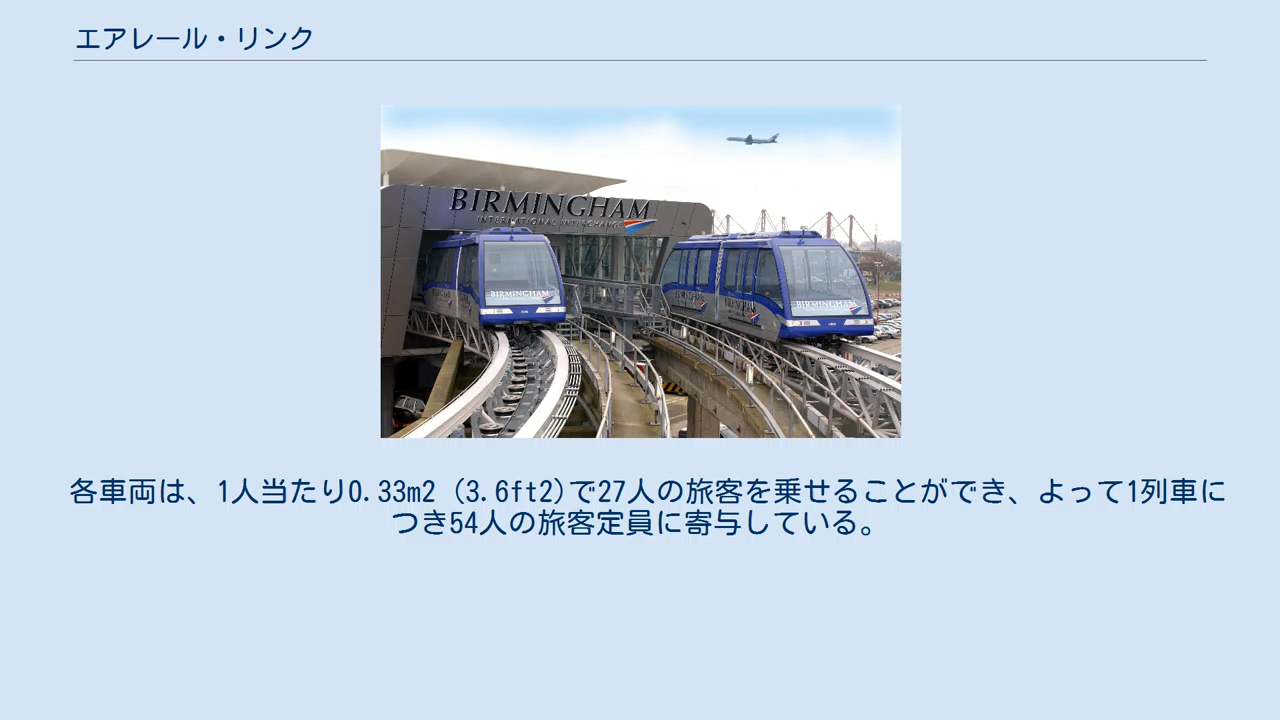 エアレール・リンク
BIRMINGHAM
INTERNATIONAL INTERCHANGE
BIRMINGHAM
BIRMINGHAM
各車両は、1人当たり0.33m2 (3.6ft2)で27人の旅客を乗せることができ、よって1列車に
つき54人の旅客定員に寄与している。